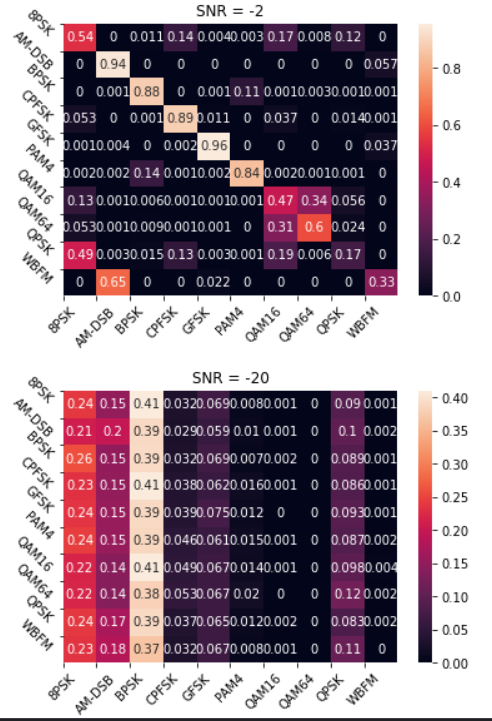 SNR = -2
8PSK 0.54 0 0.011 0.14 0.004 0.003 0.17 0.008 0.12 0
AM-DSB 0 0.94 0 0 0 0 0 0 0 0.057
BPSK 0 0.001 0.88 0 0.001 0.11 0.001 0.003 0.001 0.001
CPFSK 0.053 0 0.001 0.89 0.011 0 0.037 0 0.014 0.001
GFSK 0.001 0.004 0 0.002 0.96 0 0 0 0 0.037
PAM4 0.002 0.002 0.14 0.001 0.002 0.84 0.002 0.001 0.001 0
QAM16 0.13 0.001 0.006 0.001 0.001 0.001 0.47 0.34 0.056 0
QAM64 0.053 0.001 0.009 0.001 0.001 0 0.31 0.6 0.024 0
QPSK 0.49 0.003 0.015 0.13 0.003 0.001 0.19 0.006 0.17 0
WBFM 0 0.65 0 0 0.022 0 0 0 0 0.33
8PSK AM-DSB BPSK CPFSK GFSK PAM4 QAM16 QAM64 QPSK WBFM
0.8
0.6
0.4
0.2
0.0
SNR = -20
8PSK 0.24 0.15 0.41 0.032 0.069 0.008 0.001 0 0.09 0.001
AM-DSB 0.21 0.2 0.39 0.029 0.059 0.01 0.001 0 0.1 0.002
BPSK 0.26 0.15 0.39 0.032 0.069 0.007 0.002 0 0.089 0.001
CPFSK 0.23 0.15 0.41 0.038 0.062 0.016 0.001 0 0.086 0.001
GFSK 0.24 0.15 0.39 0.039 0.075 0.012 0 0 0.093 0.001
PAM4 0.24 0.15 0.39 0.046 0.061 0.015 0.001 0 0.087 0.002
QAM16 0.22 0.14 0.41 0.049 0.067 0.014 0.001 0 0.098 0.004
QAM64 0.22 0.14 0.38 0.053 0.067 0.02 0 0 0.12 0.002
QPSK 0.24 0.17 0.39 0.037 0.065 0.012 0.002 0 0.083 0.002
WBFM 0.23 0.18 0.37 0.032 0.067 0.008 0.001 0 0.11 0
8PSK AM-DSB BPSK CPFSK GFSK PAM4 QAM16 QAM64 QPSK WBFM
0.40
0.35
0.30
0.25
0.20
0.15
0.10
0.05
0.00